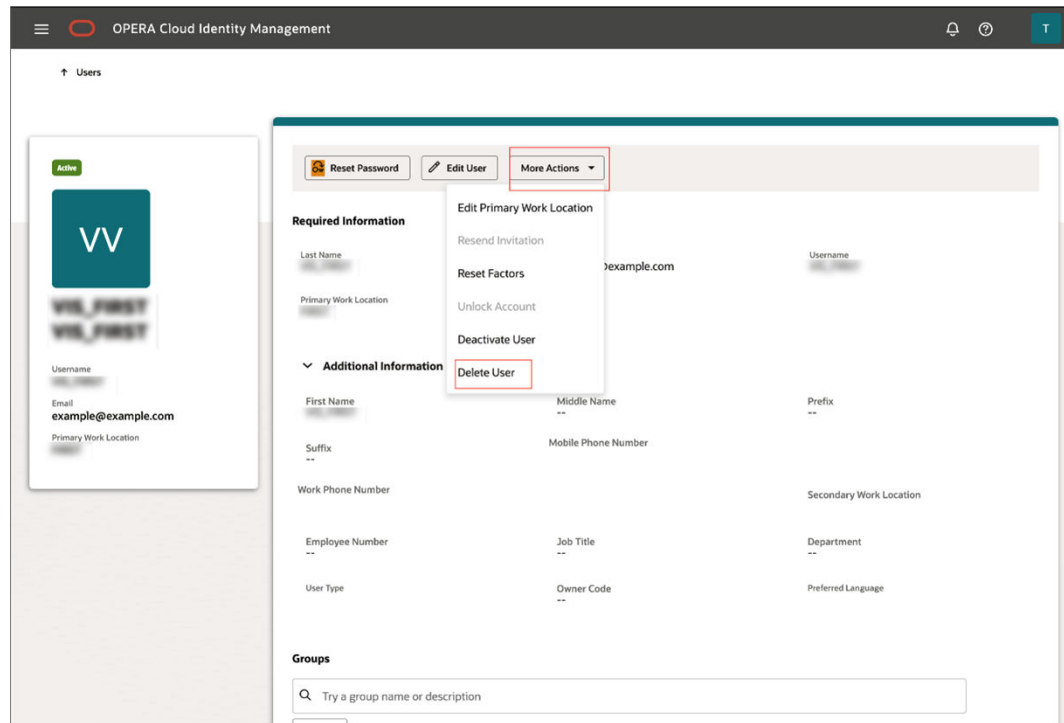 OPERA Cloud Identity Management
T
Users
Active
VV
VIS_FIRST
VIS_FIRST
Username
Email
example@example.com
Primary Work Location
Reset Password
Edit User
More Actions
Edit Primary Work Location
Resend Invitation
Reset Factors
Unlock Account
Deactivate User
Delete User
Required Information
Last Name
example.com
Username
Primary Work Location
Additional Information
First Name
Middle Name
--
Prefix
--
Suffix
--
Mobile Phone Number
Work Phone Number
Secondary Work Location
Employee Number
--
Job Title
--
Department
--
User Type
Owner Code
--
Preferred Language
Groups
Try a group name or description